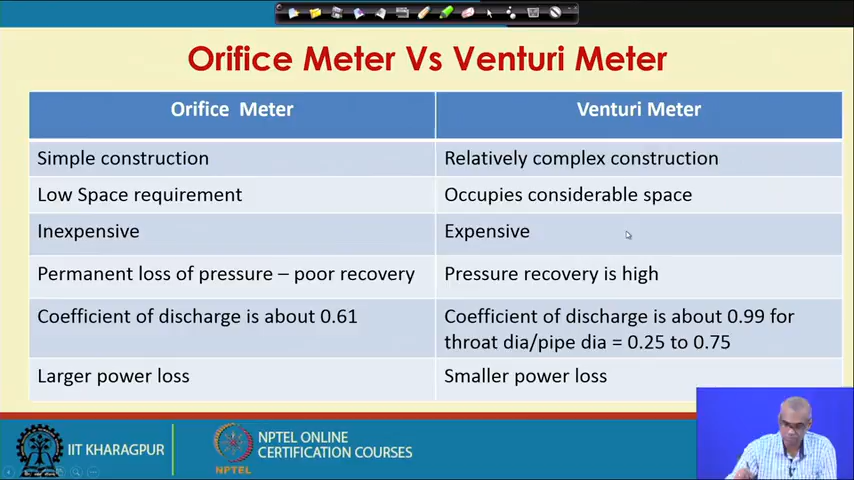 Orifice Meter Vs Venturi Meter
Orifice Meter
Venturi Meter
Simple construction
Relatively complex construction
Low Space requirement
Occupies considerable space
Inexpensive
Expensive
Permanent loss of pressure – poor recovery
Pressure recovery is high
Coefficient of discharge is about 0.61
Coefficient of discharge is about 0.99 for
throat dia/pipe dia = 0.25 to 0.75
Larger power loss
Smaller power loss
IIT KHARAGPUR
NPTEL
NPTEL ONLINE
CERTIFICATION COURSES